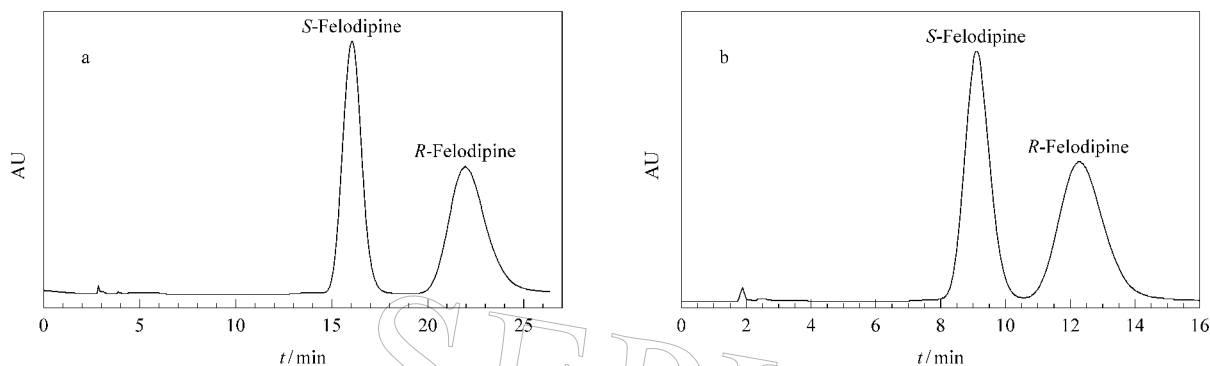 a
S-Felodipine
R-Felodipine
AU
0 5 10 15 20 25
t/min
b
S-Felodipine
R-Felodipine
AU
0 2 4 6 8 10 12 14 16
t/min